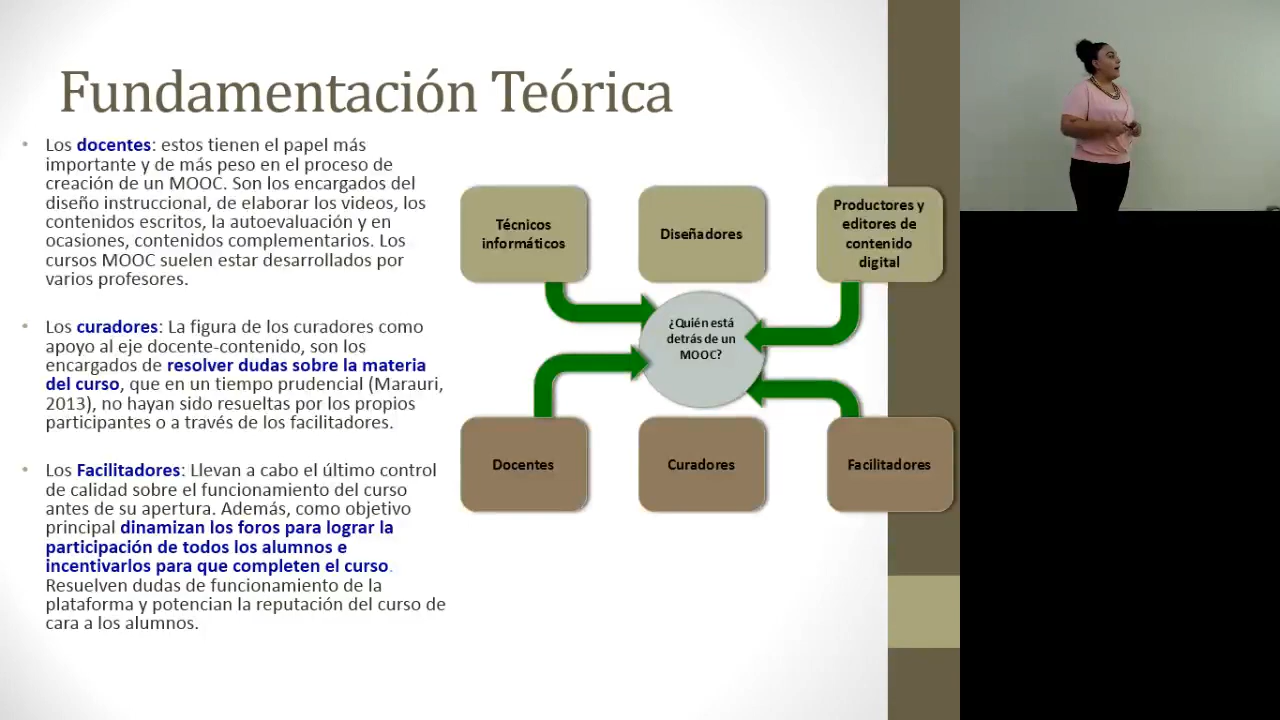 Fundamentación Teórica
• Los docentes: estos tienen el papel más
importante y de más peso en el proceso de
creación de un MOOC. Son los encargados del
diseño instruccional, de elaborar los videos, los
contenidos escritos, la autoevaluación y en
ocasiones, contenidos complementarios. Los
cursos MOOC suelen estar desarrollados por
varios profesores.
• Los curadores: La figura de los curadores como
apoyo al eje docente-contenido, son los
encargados de resolver dudas sobre la materia
del curso, que en un tiempo prudencial (Marauri,
2013), no hayan sido resueltas por los propios
participantes o a través de los facilitadores.
• Los Facilitadores: Llevan a cabo el último control
de calidad sobre el funcionamiento del curso
antes de su apertura. Además, como objetivo
principal dinamizan los foros para lograr la
participación de todos los alumnos e
incentivarlos para que completen el curso.
Resuelven dudas de funcionamiento de la
plataforma y potencian la reputación del curso de
cara a los alumnos.
Técnicos
informáticos
Diseñadores
Productores y
editores de
contenido
digital
¿Quién está
detrás de un
MOOC?
Docentes
Curadores
Facilitadores